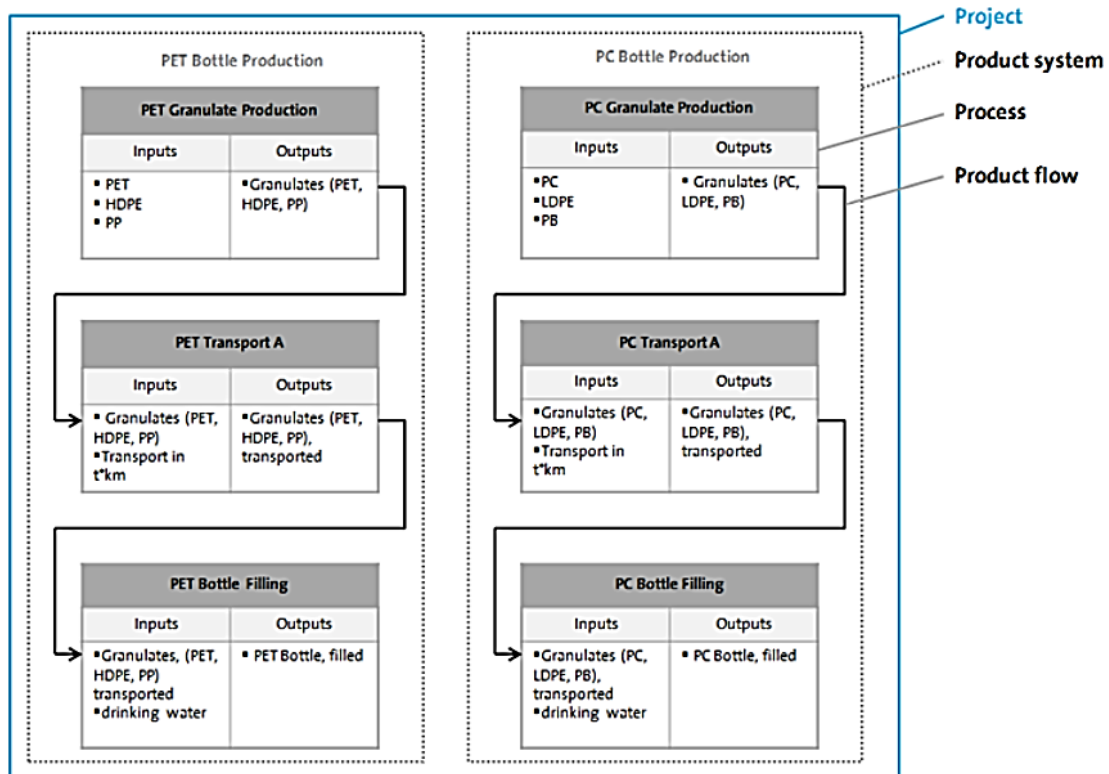 Project
Product system
Process
Product flow
PET Bottle Production
PET Granulate Production
Inputs
Outputs
▪ PET
▪ HDPE
▪ PP
▪Granulates (PET,
HDPE, PP)
PET Transport A
Inputs
Outputs
▪ Granulates (PET,
HDPE, PP)
▪Transport in
t*km
▪Granulates (PET,
HDPE, PP),
transported
PET Bottle Filling
Inputs
Outputs
▪Granulates, (PET,
HDPE, PP)
transported
▪drinking water
▪ PET Bottle, filled
PC Bottle Production
PC Granulate Production
Inputs
Outputs
▪PC
▪LDPE
▪PB
▪ Granulates (PC,
LDPE, PB)
PC Transport A
Inputs
Outputs
▪Granulates (PC,
LDPE, PB)
▪Transport in
t*km
▪Granulates (PC,
LDPE, PB),
transported
PC Bottle Filling
Inputs
Outputs
▪Granulates (PC,
LDPE, PB),
transported
▪drinking water
▪ PC Bottle, filled